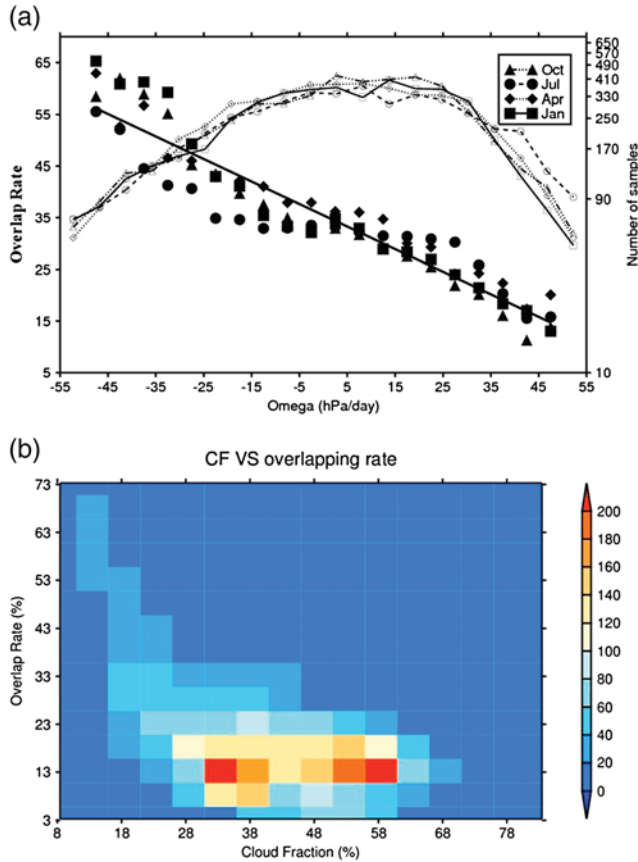 (a)
65
55
45
35
25
15
5
Overlap Rate
650
570
490
410
330
250
170
90
10
Number of samples
Oct
Jul
Apr
Jan
-55 -45 -35 -25 -15 -5 5 15 25 35 45 55
Omega (hPa/day)
(b)
CF VS overlapping rate
73
63
53
43
33
23
13
3
Overlap Rate (%)
8 18 28 38 48 58 68 78
Cloud Fraction (%)
200
180
160
140
120
100
80
60
40
20
0